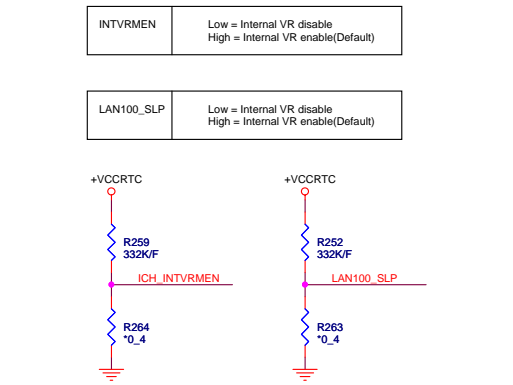 INTVRMEN
Low = Internal VR disable
High = Internal VR enable(Default)
LAN100_SLP
Low = Internal VR disable
High = Internal VR enable(Default)
+VCCRTC
+VCCRTC
R259
332K/F
R252
332K/F
ICH_INTVRMEN
LAN100_SLP
R264
*0_4
R263
*0_4